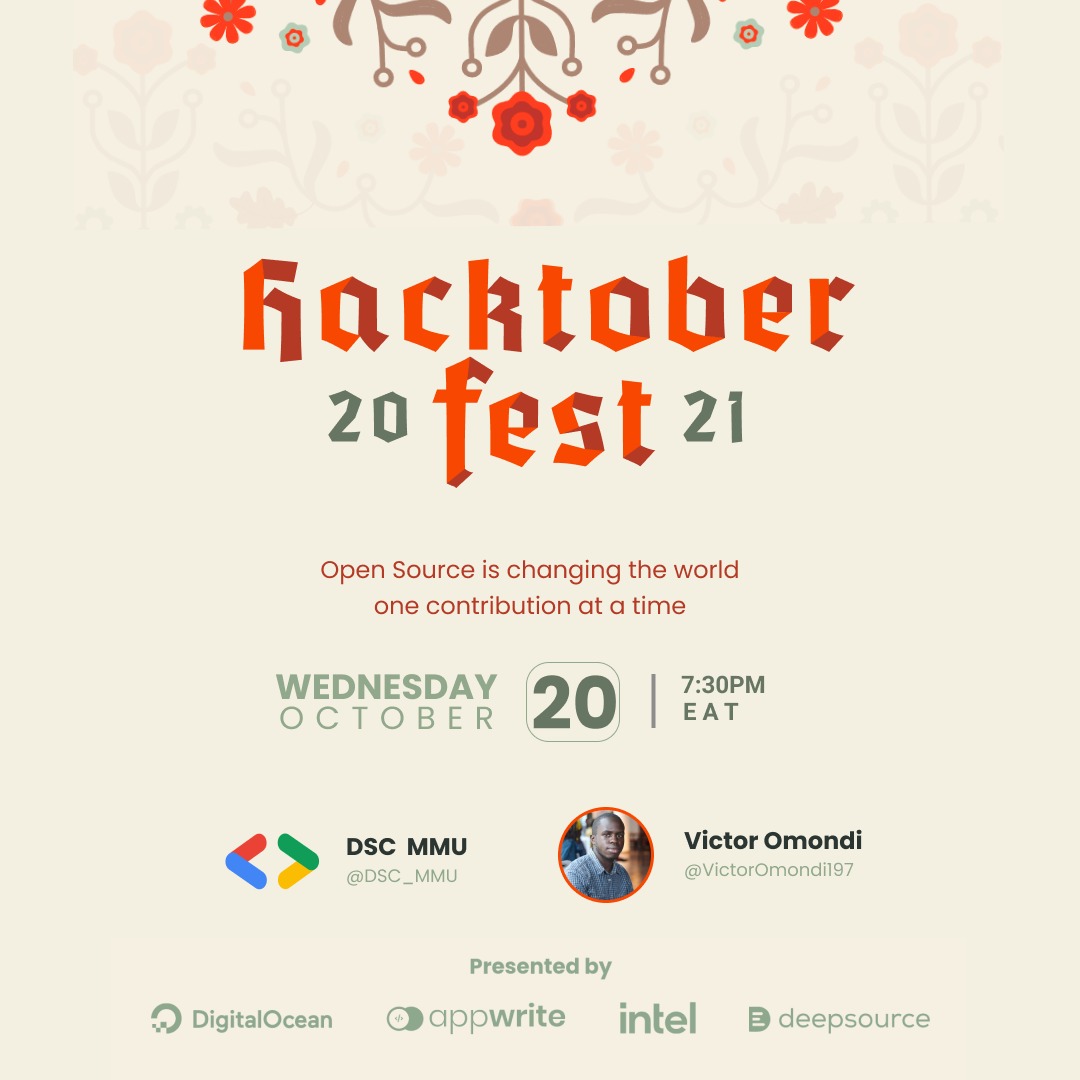 hacktober
20 fest 21
Open Source is changing the world
one contribution at a time
WEDNESDAY
OCTOBER
20
7:30PM
EAT
DSC MMU
@DSC_MMU
Victor Omondi
@VictorOmondi197
Presented by
DigitalOcean
appwrite
intel
deepsource